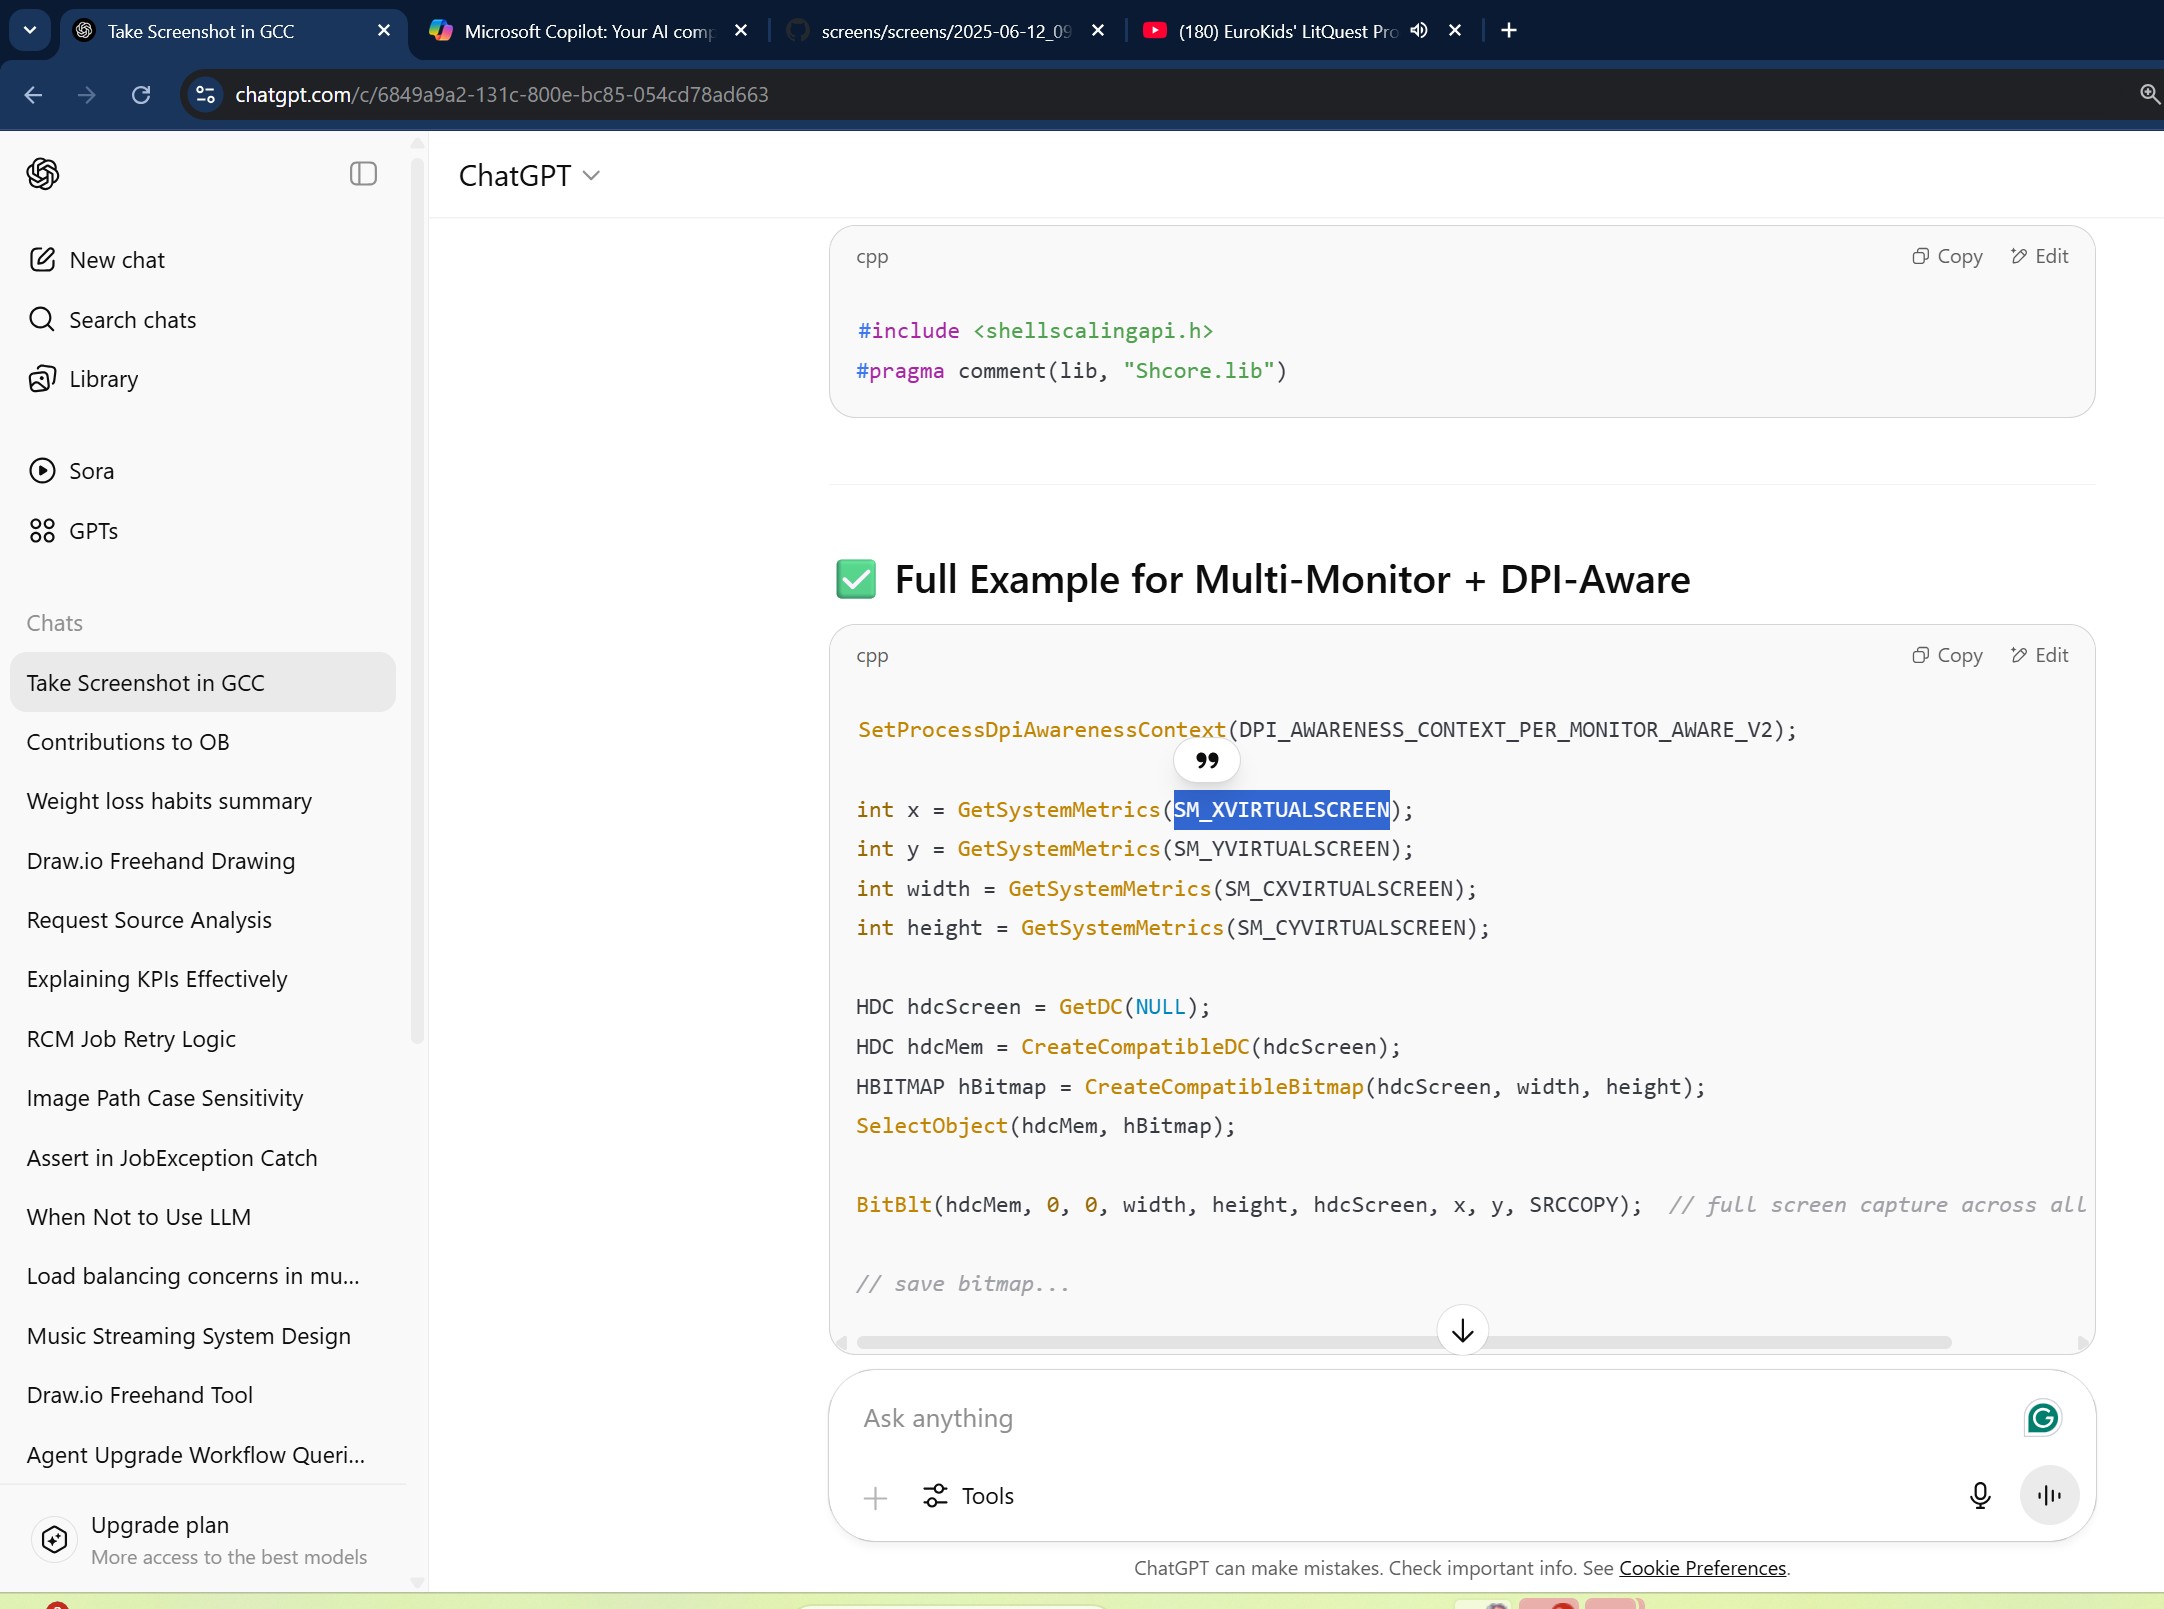 Take Screenshot in GCC
Microsoft Copilot: Your AI comp
screens/screens/2025-06-12_09
(180) EuroKids' LitQuest Pro
chatgpt.com/c/6849a9a2-131c-800e-bc85-054cd78ad663
ChatGPT
New chat
Search chats
Library
Sora
GPTs
Chats
Take Screenshot in GCC
Contributions to OB
Weight loss habits summary
Draw.io Freehand Drawing
Request Source Analysis
Explaining KPIs Effectively
RCM Job Retry Logic
Image Path Case Sensitivity
Assert in JobException Catch
When Not to Use LLM
Load balancing concerns in mu...
Music Streaming System Design
Draw.io Freehand Tool
Agent Upgrade Workflow Queri...
Upgrade plan
More access to the best models
cpp
Copy
Edit
#include <shellscalingapi.h>
#pragma comment(lib, "Shcore.lib")
✅ Full Example for Multi-Monitor + DPI-Aware
cpp
Copy
Edit
SetProcessDpiAwarenessContext(DPI_AWARENESS_CONTEXT_PER_MONITOR_AWARE_V2);
int x = GetSystemMetrics(SM_XVIRTUALSCREEN);
int y = GetSystemMetrics(SM_YVIRTUALSCREEN);
int width = GetSystemMetrics(SM_CXVIRTUALSCREEN);
int height = GetSystemMetrics(SM_CYVIRTUALSCREEN);
HDC hdcScreen = GetDC(NULL);
HDC hdcMem = CreateCompatibleDC(hdcScreen);
HBITMAP hBitmap = CreateCompatibleBitmap(hdcScreen, width, height);
SelectObject(hdcMem, hBitmap);
BitBlt(hdcMem, 0, 0, width, height, hdcScreen, x, y, SRCCOPY);  // full screen capture across all
// save bitmap...
Ask anything
Tools
ChatGPT can make mistakes. Check important info. See Cookie Preferences.